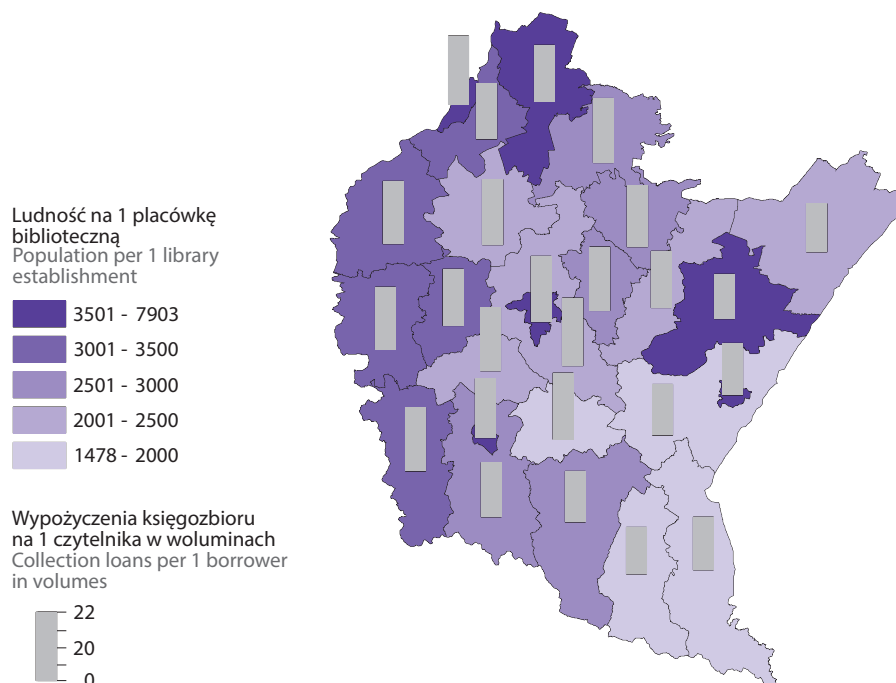 Ludność na 1 placówkę
biblioteczną
Population per 1 library
establishment
3501 - 7903
3001 - 3500
2501 - 3000
2001 - 2500
1478 - 2000
Wypożyczenia księgozbioru
na 1 czytelnika w woluminach
Collection loans per 1 borrower
in volumes
22
20
0